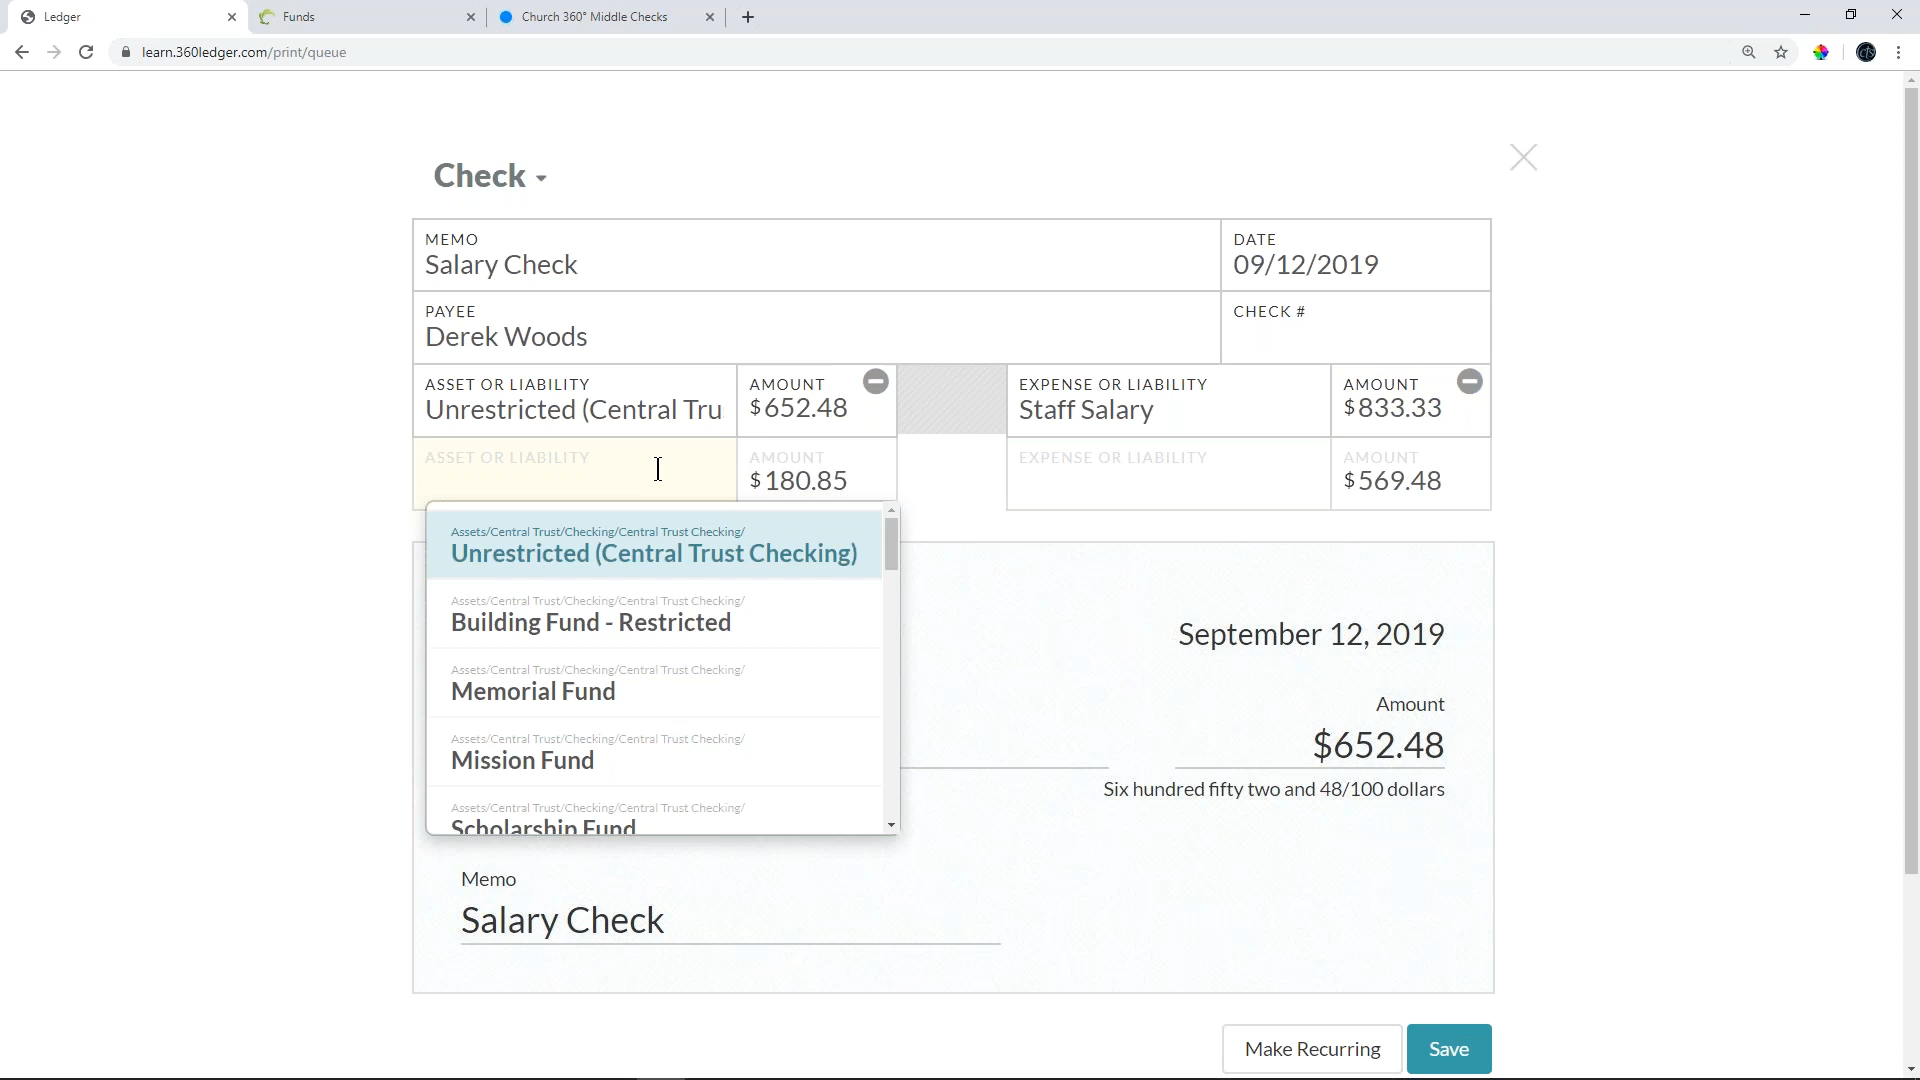 Ledger
Funds
Church 360° Middle Checks
learn.360ledger.com/print/queue
cts
Check
MEMO
Salary Check
DATE
09/12/2019
PAYEE
Derek Woods
CHECK #
ASSET OR LIABILITY
Unrestricted (Central Tru
AMOUNT
$652.48
EXPENSE OR LIABILITY
Staff Salary
AMOUNT
$833.33
ASSET OR LIABILITY
AMOUNT
$180.85
EXPENSE OR LIABILITY
AMOUNT
$569.48
Assets/Central Trust/Checking/Central Trust Checking/
Unrestricted (Central Trust Checking)
Assets/Central Trust/Checking/Central Trust Checking/
Building Fund - Restricted
Assets/Central Trust/Checking/Central Trust Checking/
Memorial Fund
Assets/Central Trust/Checking/Central Trust Checking/
Mission Fund
Assets/Central Trust/Checking/Central Trust Checking/
Scholarship Fund
September 12, 2019
Amount
$652.48
Six hundred fifty two and 48/100 dollars
Memo
Salary Check
Make Recurring
Save